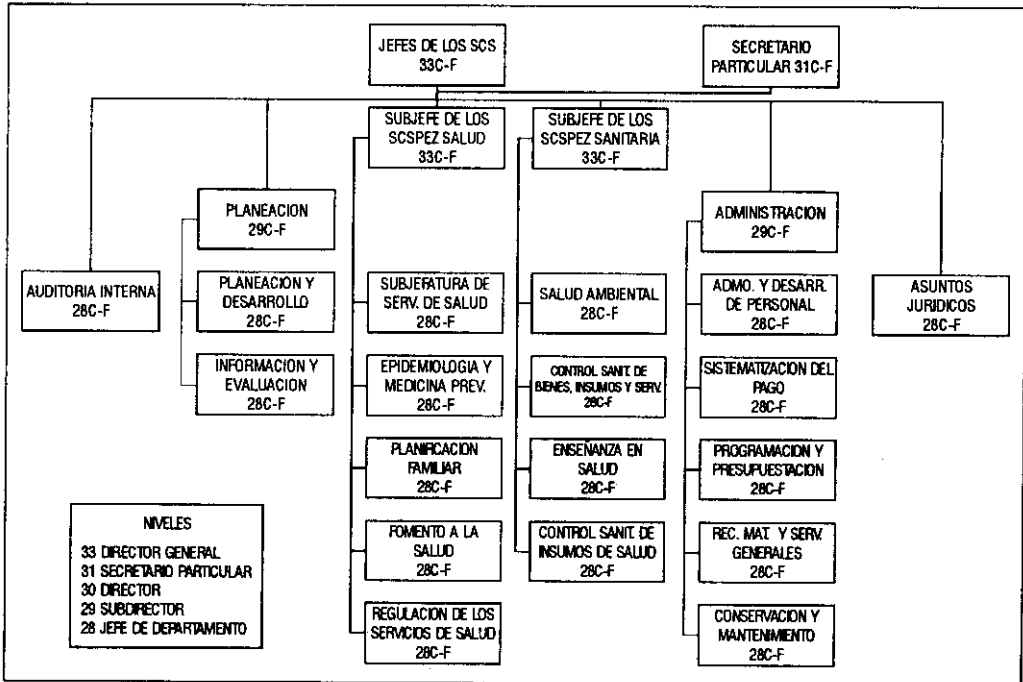 JEFES DE LOS SCS
33C-F
SECRETARIO
PARTICULAR 31C-F
SUBJEFE DE LOS
SCSPEZ SALUD
33C-F
SUBJEFE DE LOS
SCSPEZ SANITARIA
33C-F
PLANEACION
29C-F
ADMINISTRACION
29C-F
AUDITORIA INTERNA
28C-F
PLANEACION Y
DESARROLLO
28C-F
SUBJEFATURA DE
SERV. DE SALUD
28C-F
SALUD AMBIENTAL
28C-F
ADMO. Y DESARR.
DE PERSONAL
28C-F
ASUNTOS
JURIDICOS
28C-F
INFORMACION Y
EVALUACION
28C-F
EPIDEMIOLOGIA Y
MEDICINA PREV.
28C-F
CONTROL SANIT. DE
BIENES, INSUMOS Y SERV.
28C-F
SISTEMATIZACION DEL
PAGO
28C-F
PLANIFICACION
FAMILIAR
28C-F
ENSEÑANZA EN
SALUD
28C-F
PROGRAMACION Y
PRESUPUESTACION
28C-F
FOMENTO A LA
SALUD
28C-F
CONTROL SANIT. DE
INSUMOS DE SALUD
28C-F
REC. MAT. Y SERV.
GENERALES
28C-F
REGULACION DE LOS
SERVICIOS DE SALUD
28C-F
CONSERVACION Y
MANTENIMIENTO
28C-F
NIVELES
33 DIRECTOR GENERAL
31 SECRETARIO PARTICULAR
30 DIRECTOR
29 SUBDIRECTOR
28 JEFE DE DEPARTAMENTO